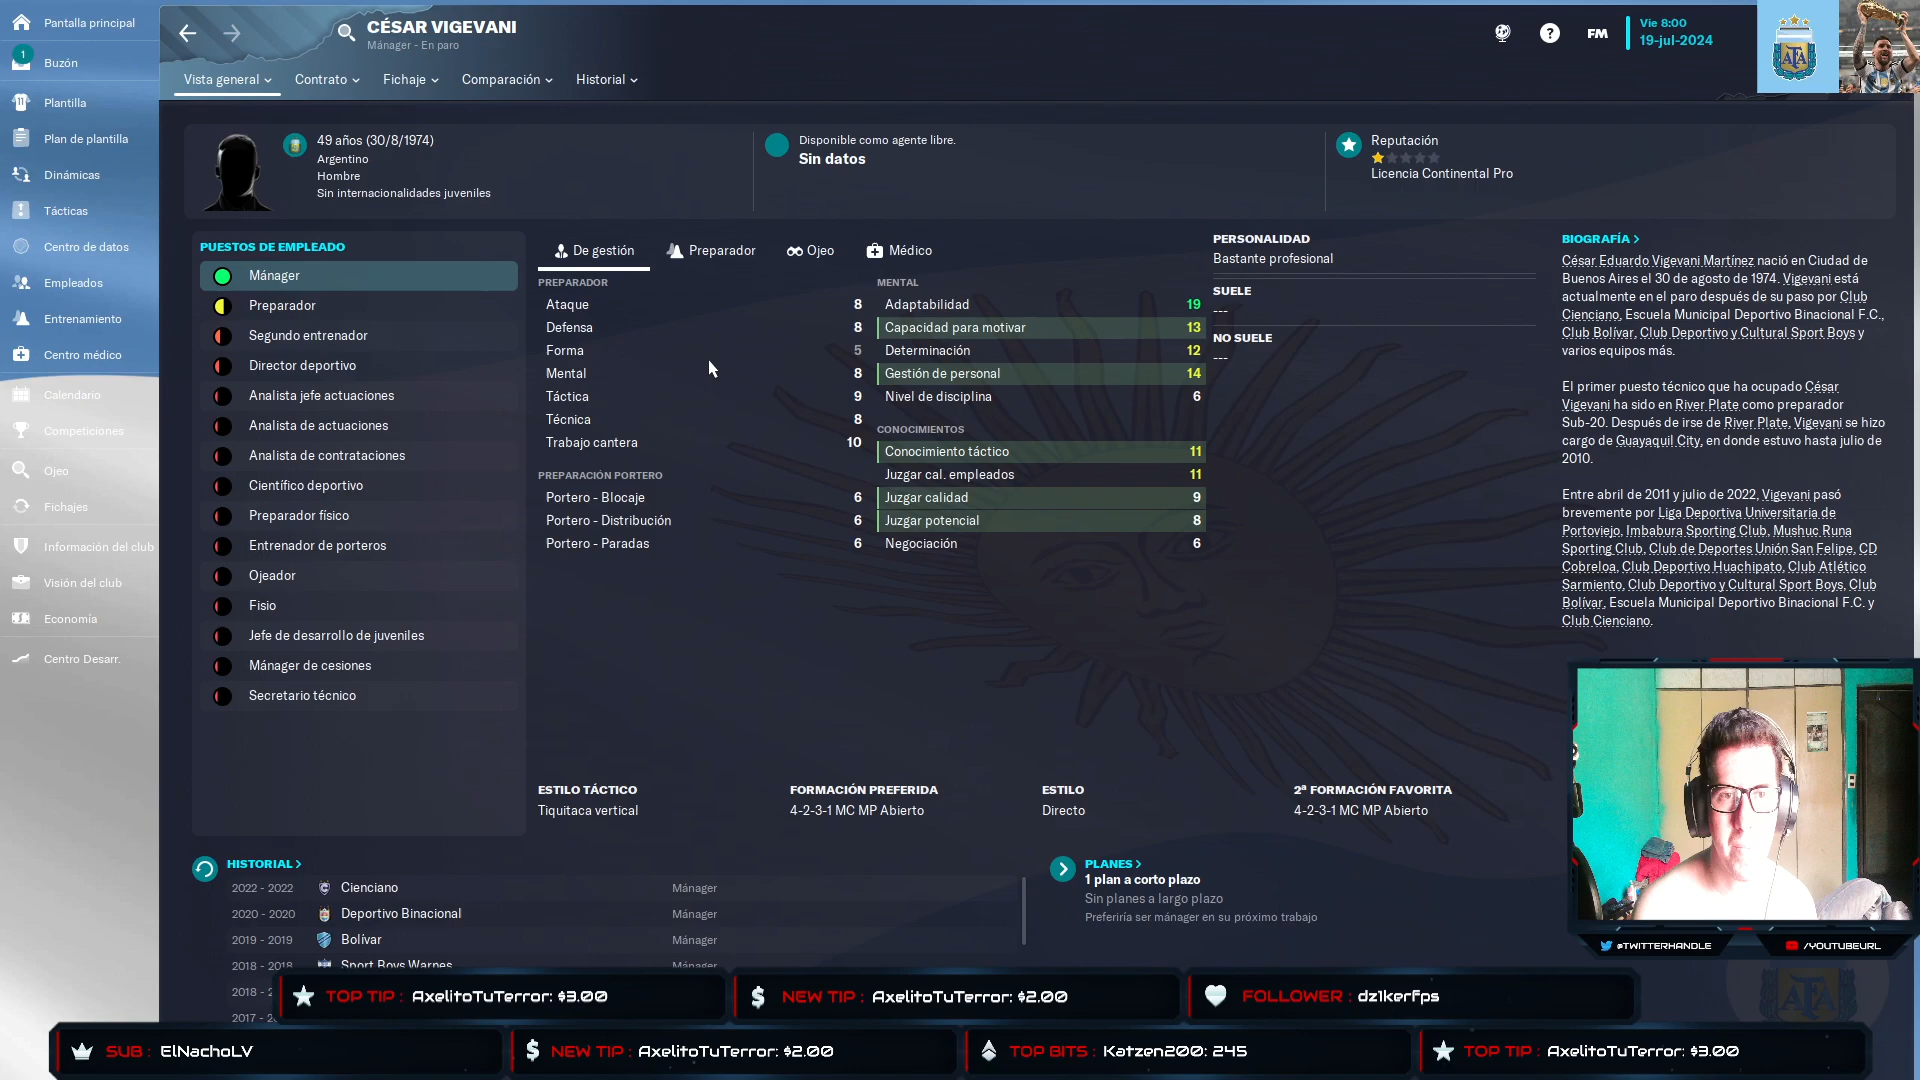 Pantalla principal
1
Buzón
Plantilla
Plan de plantilla
Dinámicas
Tácticas
Centro de datos
Empleados
Entrenamiento
Centro médico
Calendario
Competiciones
Ojeo
Fichajes
Información del club
Visión del club
Economía
Centro Desarr.
CÉSAR VIGEVANI
Mánager - En paro
Vista general
Contrato
Fichaje
Comparación
Historial
?
FM
Vie 8:00
19-jul-2024
AFA
49 años (30/8/1974)
Argentino
Hombre
Sin internacionalidades juveniles
Disponible como agente libre.
Sin datos
Reputación
Licencia Continental Pro
PUESTOS DE EMPLEADO
Mánager
Preparador
Segundo entrenador
Director deportivo
Analista jefe actuaciones
Analista de actuaciones
Analista de contrataciones
Científico deportivo
Preparador físico
Entrenador de porteros
Ojeador
Fisio
Jefe de desarrollo de juveniles
Mánager de cesiones
Secretario técnico
De gestión
Preparador
Ojeo
Médico
PREPARADOR
Ataque 8
Defensa 8
Forma 5
Mental 8
Táctica 9
Técnica 8
Trabajo cantera 10
PREPARACIÓN PORTERO
Portero - Blocaje 6
Portero - Distribución 6
Portero - Paradas 6
MENTAL
Adaptabilidad 19
Capacidad para motivar 13
Determinación 12
Gestión de personal 14
Nivel de disciplina 6
CONOCIMIENTOS
Conocimiento táctico 11
Juzgar cal. empleados 11
Juzgar calidad 9
Juzgar potencial 8
Negociación 6
PERSONALIDAD
Bastante profesional
SUELE
---
NO SUELE
---
BIOGRAFÍA >
César Eduardo Vigevani Martínez nació en Ciudad de
Buenos Aires el 30 de agosto de 1974. Vigevani está
actualmente en el paro después de su paso por Club
Cienciano, Escuela Municipal Deportivo Binacional F.C.,
Club Bolívar, Club Deportivo y Cultural Sport Boys y
varios equipos más.
El primer puesto técnico que ha ocupado César
Vigevani ha sido en River Plate como preparador
Sub-20. Después de irse de River Plate, Vigevani se hizo
cargo de Guayaquil City, en donde estuvo hasta julio de
2010.
Entre abril de 2011 y julio de 2022, Vigevani pasó
brevemente por Liga Deportiva Universitaria de
Portoviejo, Imbabura Sporting Club, Mushuc Runa
Sporting Club, Club de Deportes Unión San Felipe, CD
Cobreloa, Club Deportivo Huachipato, Club Atlético
Sarmiento, Club Deportivo y Cultural Sport Boys, Club
Bolívar, Escuela Municipal Deportivo Binacional F.C. y
Club Cienciano.
ESTILO TÁCTICO
Tiquitaca vertical
FORMACIÓN PREFERIDA
4-2-3-1 MC MP Abierto
ESTILO
Directo
2ª FORMACIÓN FAVORITA
4-2-3-1 MC MP Abierto
HISTORIAL >
2022 - 2022 Cienciano Mánager
2020 - 2020 Deportivo Binacional Mánager
2019 - 2019 Bolívar Mánager
2018 - 2018 Sport Boys Warnes Mánager
2018 - 2
2017 - 2
PLANES >
1 plan a corto plazo
Sin planes a largo plazo
Preferiría ser mánager en su próximo trabajo
@TWITTERHANDLE
/YOUTUBEURL
TOP TIP : AxelitoTuTerror: $3.00
NEW TIP : AxelitoTuTerror: $2.00
FOLLOWER : dz1kerfps
SUB : ElNachoLV
NEW TIP : AxelitoTuTerror: $2.00
TOP BITS : Katzen200: 245
TOP TIP : AxelitoTuTerror: $3.00